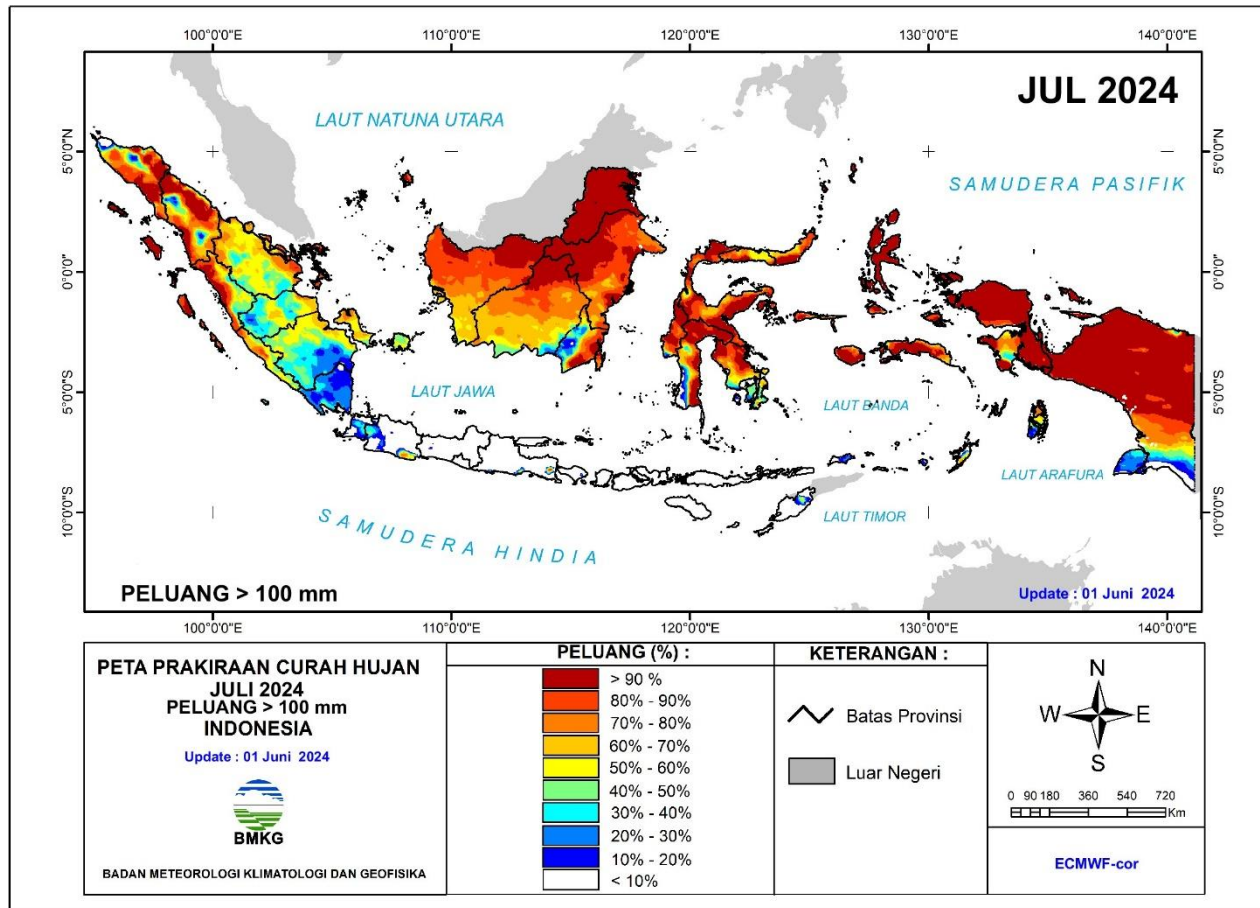 100°0'0"E 110°0'0"E 120°0'0"E 130°0'0"E 140°0'0"E
JUL 2024
LAUT NATUNA UTARA
5°0'0"N 5°0'0"N
SAMUDERA PASIFIK
0°0'0" 0°0'0"
LAUT JAWA
LAUT BANDA
5°0'0"S 5°0'0"S
LAUT ARAFURA
10°0'0"S 10°0'0"S
LAUT TIMOR
SAMUDERA HINDIA
PELUANG > 100 mm
Update : 01 Juni 2024
100°0'0"E 110°0'0"E 120°0'0"E 130°0'0"E 140°0'0"E
PETA PRAKIRAAN CURAH HUJAN
JULI 2024
PELUANG > 100 mm
INDONESIA
Update : 01 Juni 2024
BMKG
BADAN METEOROLOGI KLIMATOLOGI DAN GEOFISIKA
PELUANG (%) :
> 90 %
80% - 90%
70% - 80%
60% - 70%
50% - 60%
40% - 50%
30% - 40%
20% - 30%
10% - 20%
< 10%
KETERANGAN :
Batas Provinsi
Luar Negeri
N
W E
S
0 90 180 360 540 720
Km
ECMWF-cor